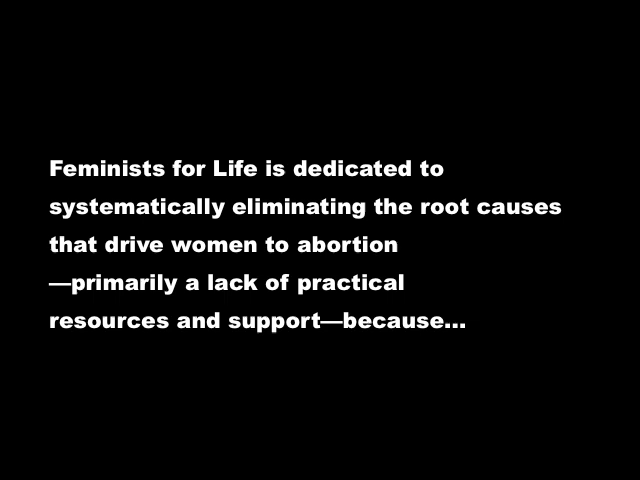 Feminists for Life is dedicated to
systematically eliminating the root causes
that drive women to abortion
—primarily a lack of practical
resources and support—because...